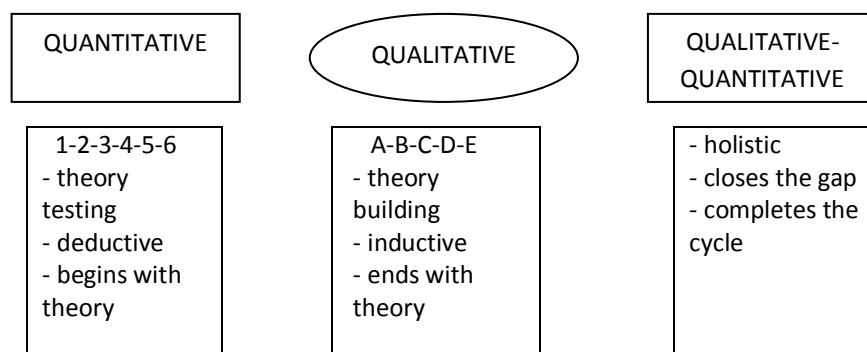 QUANTITATIVE
1-2-3-4-5-6
- theory
testing
- deductive
- begins with
theory
QUALITATIVE
A-B-C-D-E
- theory
building
- inductive
- ends with
theory
QUALITATIVE-
QUANTITATIVE
- holistic
- closes the gap
- completes the
cycle